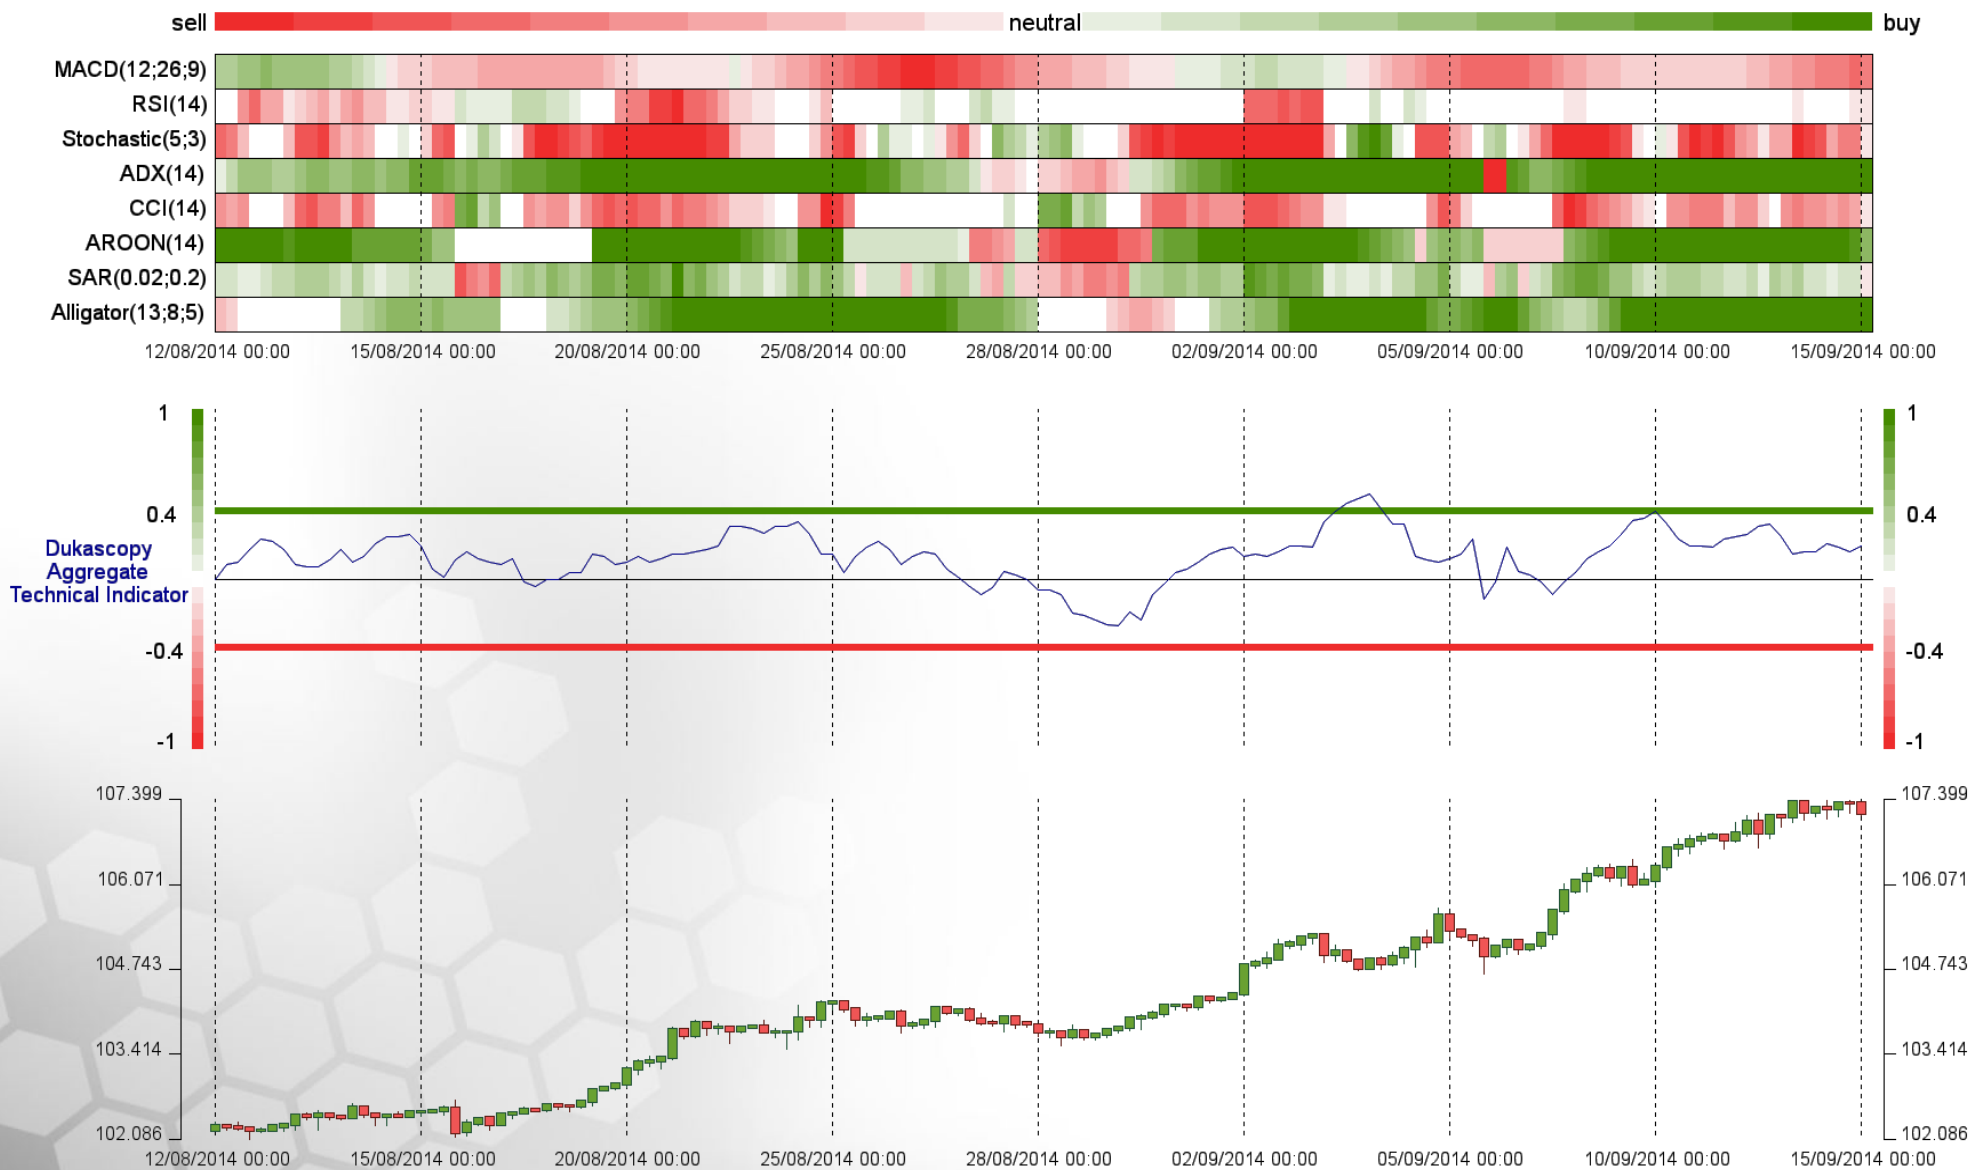 sell neutral buy
MACD(12;26;9)
RSI(14)
Stochastic(5;3)
ADX(14)
CCI(14)
AROON(14)
SAR(0.02;0.2)
Alligator(13;8;5)
12/08/2014 00:00 15/08/2014 00:00 20/08/2014 00:00 25/08/2014 00:00 28/08/2014 00:00 02/09/2014 00:00 05/09/2014 00:00 10/09/2014 00:00 15/09/2014 00:00
1 1
0.4 0.4
Dukascopy
Aggregate
Technical Indicator
-0.4 -0.4
-1 -1
107.399 107.399
106.071 106.071
104.743 104.743
103.414 103.414
102.086 102.086
12/08/2014 00:00 15/08/2014 00:00 20/08/2014 00:00 25/08/2014 00:00 28/08/2014 00:00 02/09/2014 00:00 05/09/2014 00:00 10/09/2014 00:00 15/09/2014 00:00